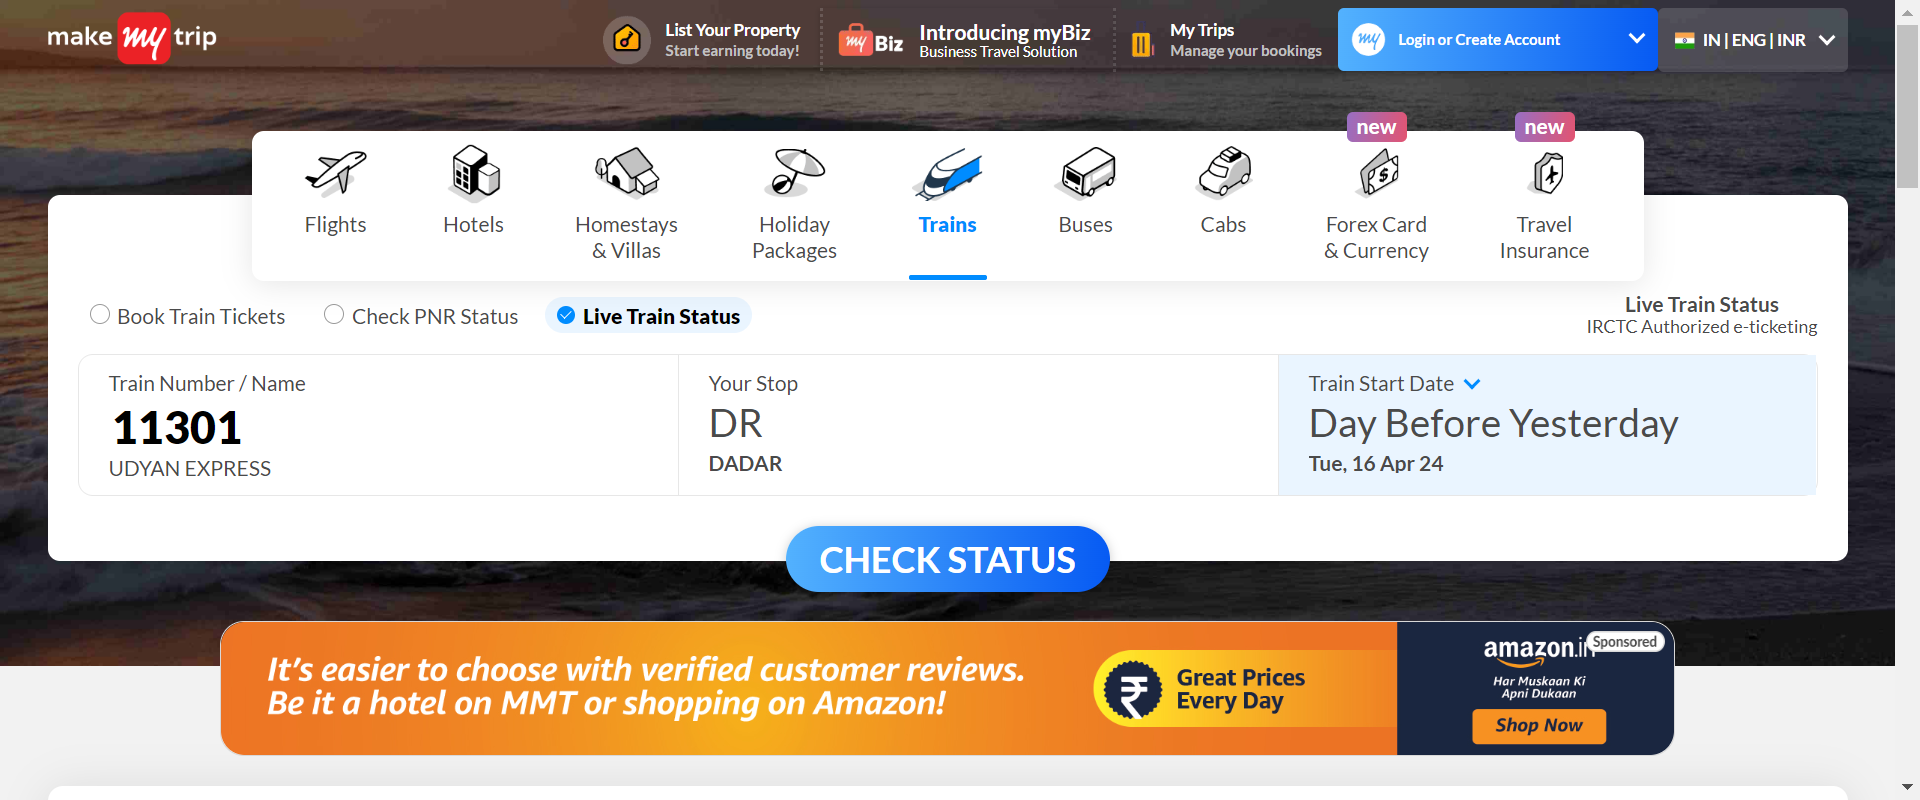 make my trip
List Your Property
Start earning today!
my Biz
Introducing myBiz
Business Travel Solution
My Trips
Manage your bookings
my
Login or Create Account
IN | ENG | INR
new
new
Flights
Hotels
Homestays
& Villas
Holiday
Packages
Trains
Buses
Cabs
Forex Card
& Currency
Travel
Insurance
Book Train Tickets
Check PNR Status
Live Train Status
Live Train Status
IRCTC Authorized e-ticketing
Train Number / Name
11301
UDYAN EXPRESS
Your Stop
DR
DADAR
Train Start Date
Day Before Yesterday
Tue, 16 Apr 24
CHECK STATUS
It's easier to choose with verified customer reviews.
Be it a hotel on MMT or shopping on Amazon!
₹
Great Prices
Every Day
amazon.in
Sponsored
Har Muskaan Ki
Apni Dukaan
Shop Now